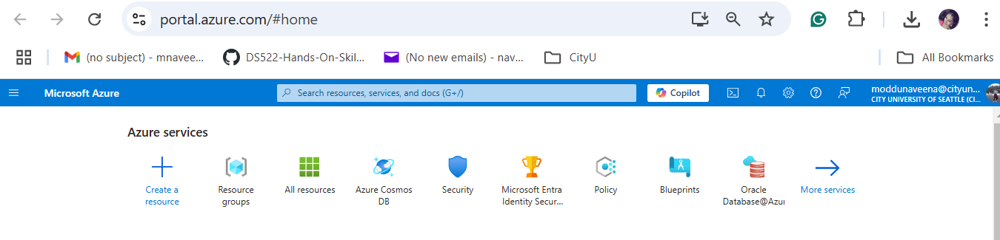 portal.azure.com/#home
(no subject) - mnavee...
DS522-Hands-On-Skil...
(No new emails) - nav...
CityU
All Bookmarks
Microsoft Azure
Search resources, services, and docs (G+/)
Copilot
moddunaveena@cityun...
CITY UNIVERSITY OF SEATTLE (CI...
Azure services
Create a
resource
Resource
groups
All resources
Azure Cosmos
DB
Security
Microsoft Entra
Identity Secur...
Policy
Blueprints
Oracle
Database@Azu
More services